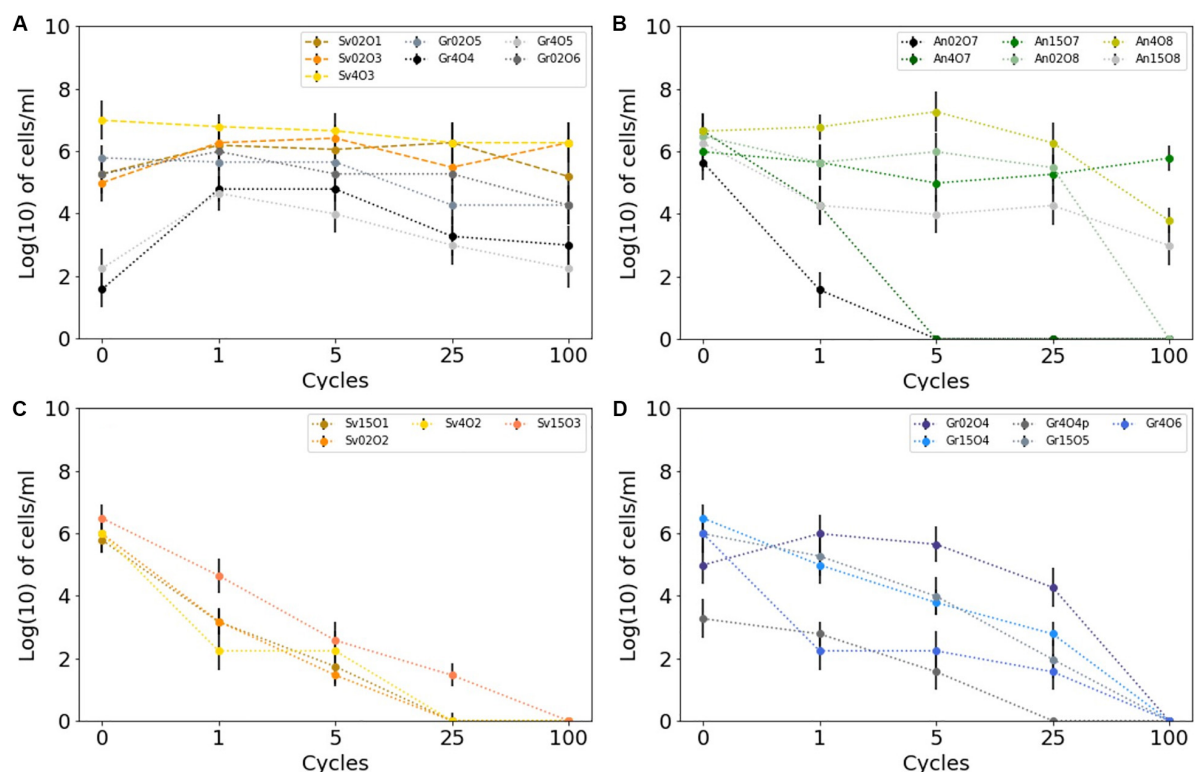 A
10
8
6
4
2
0
Log(10) of cells/ml
Sv02O1 Gr02O5 Gr4O5
Sv02O3 Gr4O4 Gr02O6
Sv4O3
0 1 5 25 100
Cycles
B
10
8
6
4
2
0
Log(10) of cells/ml
An02O7 An15O7 An4O8
An4O7 An02O8 An15O8
0 1 5 25 100
Cycles
C
10
8
6
4
2
0
Log(10) of cells/ml
Sv15O1 Sv4O2 Sv15O3
Sv02O2
0 1 5 25 100
Cycles
D
10
8
6
4
2
0
Log(10) of cells/ml
Gr02O4 Gr4O4p Gr4O6
Gr15O4 Gr15O5
0 1 5 25 100
Cycles